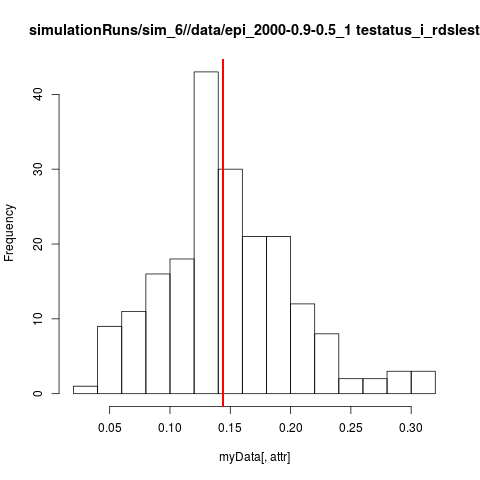 simulationRuns/sim_6//data/epi_2000-0.9-0.5_1 testatus_i_rdslest
Frequency
40
30
20
10
0
0.05 0.10 0.15 0.20 0.25 0.30
myData[, attr]